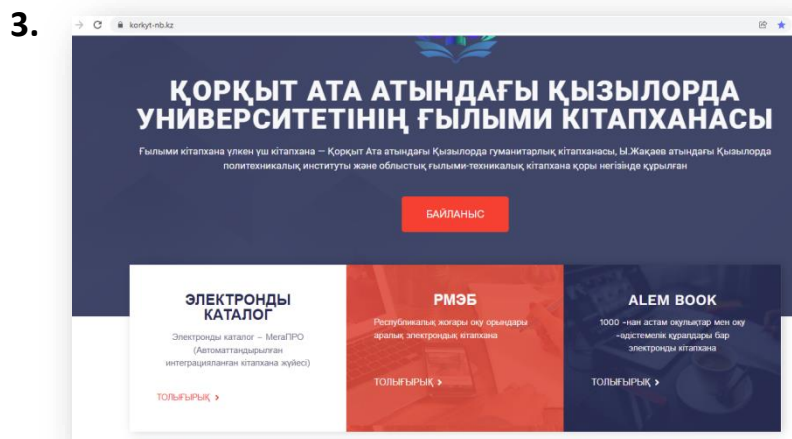 3.
korkyt-nb.kz
ҚОРҚЫТ АТА АТЫНДАҒЫ ҚЫЗЫЛОРДА
УНИВЕРСИТЕТІНІҢ ҒЫЛЫМИ КІТАПХАНАСЫ
Ғылыми кітапхана үлкен үш кітапхана — Қорқыт Ата атындағы Қызылорда гуманитарлық кітапханасы, Ы.Жақаев атындағы Қызылорда
политехникалық институты және облыстық ғылыми-техникалық кітапхана қоры негізінде құрылған
БАЙЛАНЫС
ЭЛЕКТРОНДЫ
КАТАЛОГ
Электронды каталог – МегаПРО
(Автоматтандырылған
интеграцияланған кітапхана жүйесі)
ТОЛЫҒЫРЫҚ >
РМЭБ
Республикалық жоғары оқу орындары
аралық электрондық кітапхана
ТОЛЫҒЫРЫҚ >
ALEM BOOK
1000 -нан астам оқулықтар мен оқу
-әдістемелік құралдары бар
электронды кітапхана
ТОЛЫҒЫРЫҚ >